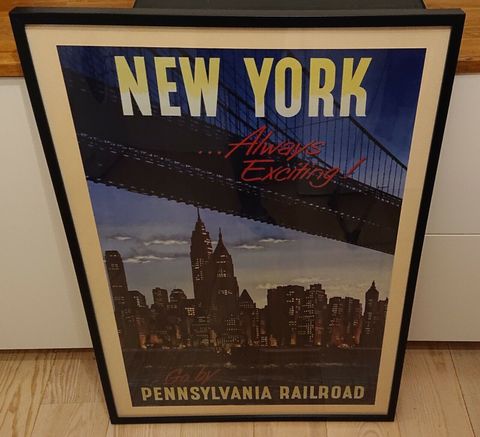 NEW YORK
...Always
Exciting!
Go by
PENNSYLVANIA RAILROAD